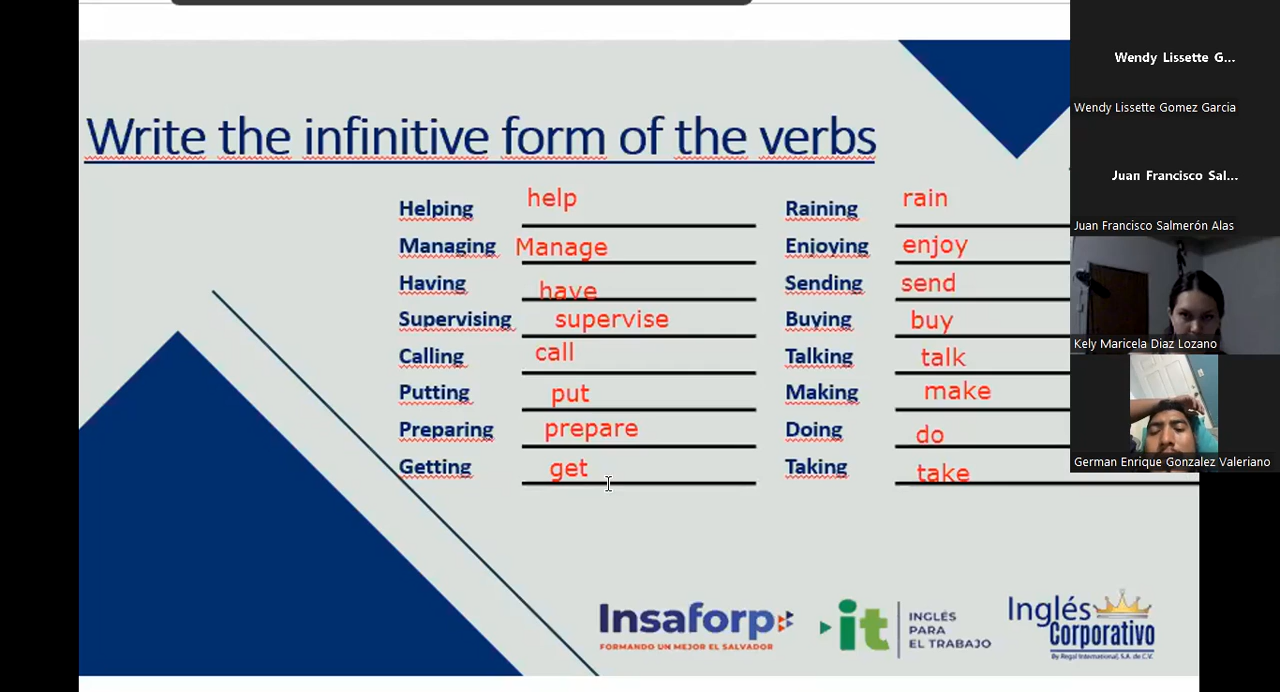 Write the infinitive form of the verbs
Helping help
Managing Manage
Having have
Supervising supervise
Calling call
Putting put
Preparing prepare
Getting get
Raining rain
Enjoying enjoy
Sending send
Buying buy
Talking talk
Making make
Doing do
Taking take
Insaforp
FORMANDO UN MEJOR EL SALVADOR
it
INGLÉS
PARA
EL TRABAJO
Inglés
Corporativo
By Regal International, S.A. de C.V.
Wendy Lissette G...
Wendy Lissette Gomez Garcia
Juan Francisco Sal...
Juan Francisco Salmerón Alas
Kely Maricela Diaz Lozano
German Enrique Gonzalez Valeriano